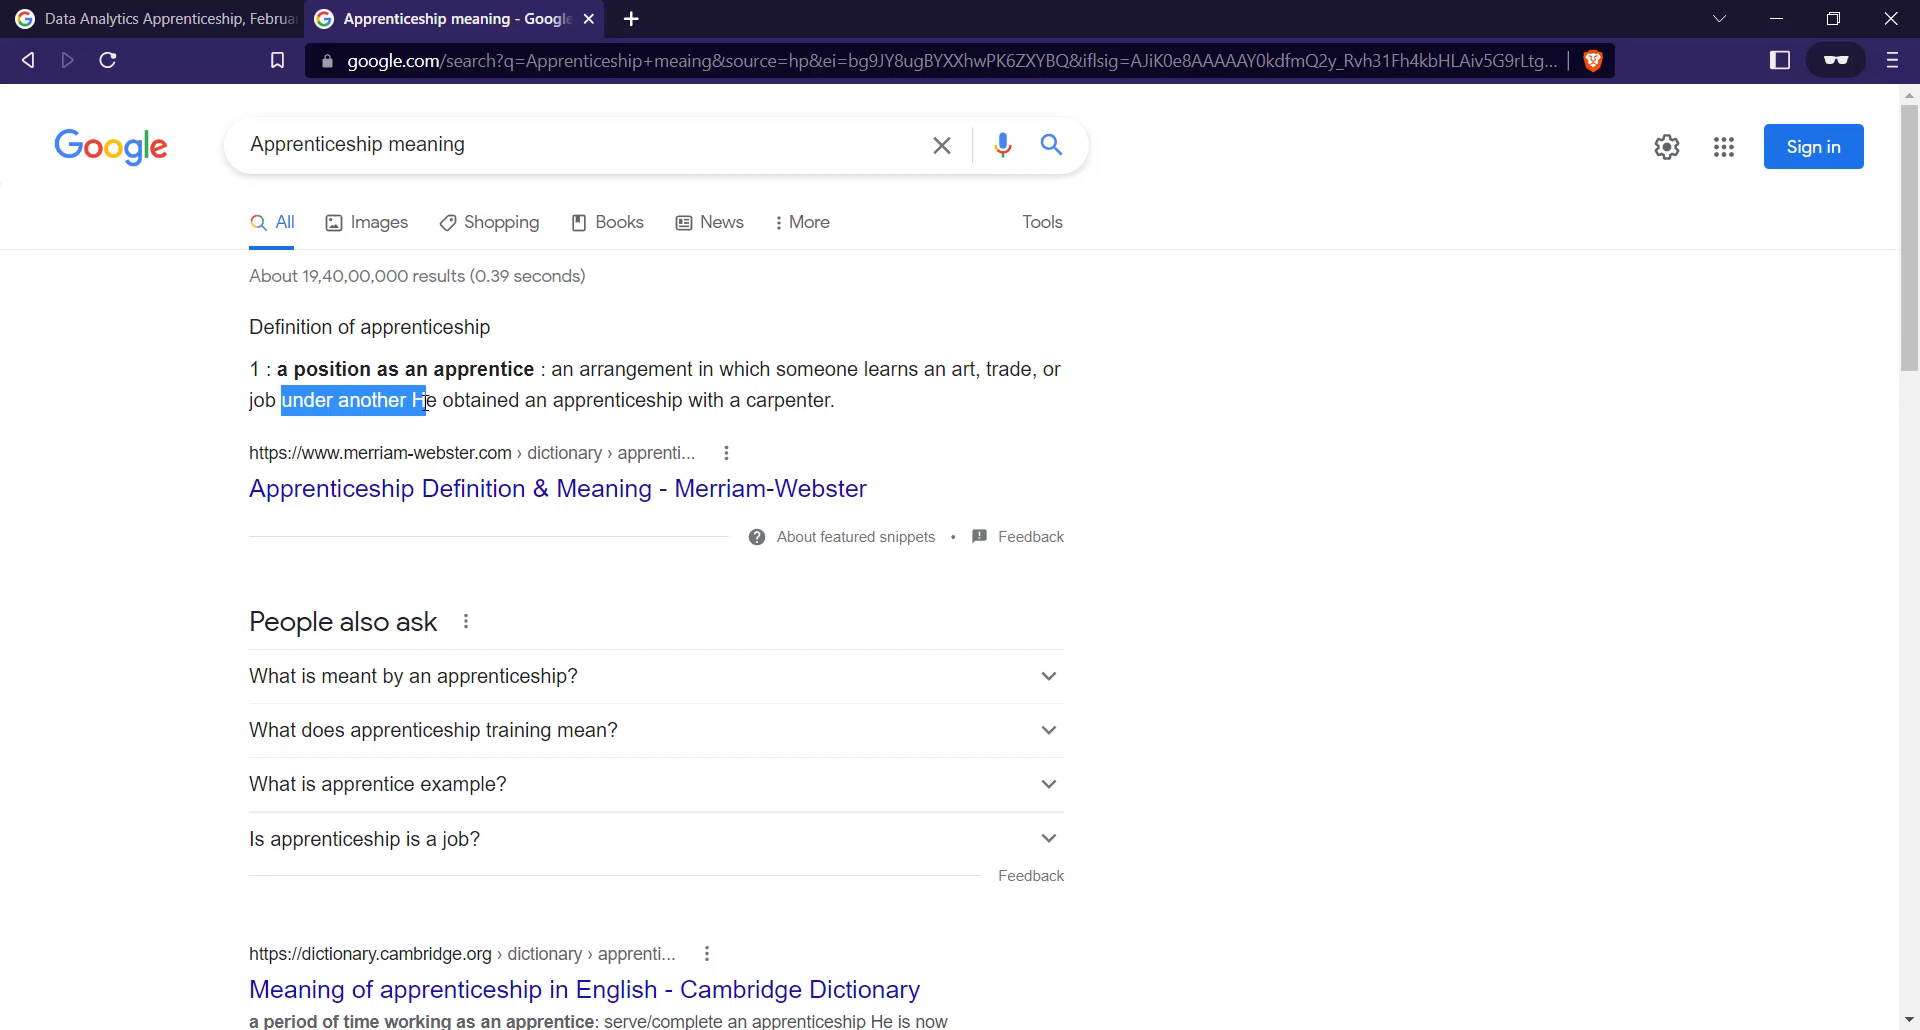 Data Analytics Apprenticeship, Februa
Apprenticeship meaning - Google
google.com/search?q=Apprenticeship+meaing&source=hp&ei=bg9JY8ugBYXXhwPK6ZXYBQ&iflsig=AJiK0e8AAAAAY0kdfmQ2y_Rvh31Fh4kbHLAiv5G9rLtg...
Google
Apprenticeship meaning
Sign in
All Images Shopping Books News More Tools
About 19,40,00,000 results (0.39 seconds)
Definition of apprenticeship
1 : a position as an apprentice : an arrangement in which someone learns an art, trade, or
job under another He obtained an apprenticeship with a carpenter.
https://www.merriam-webster.com › dictionary › apprenti...
Apprenticeship Definition & Meaning - Merriam-Webster
About featured snippets • Feedback
People also ask
What is meant by an apprenticeship?
What does apprenticeship training mean?
What is apprentice example?
Is apprenticeship is a job?
Feedback
https://dictionary.cambridge.org › dictionary › apprenti...
Meaning of apprenticeship in English - Cambridge Dictionary
a period of time working as an apprentice: serve/complete an apprenticeship He is now